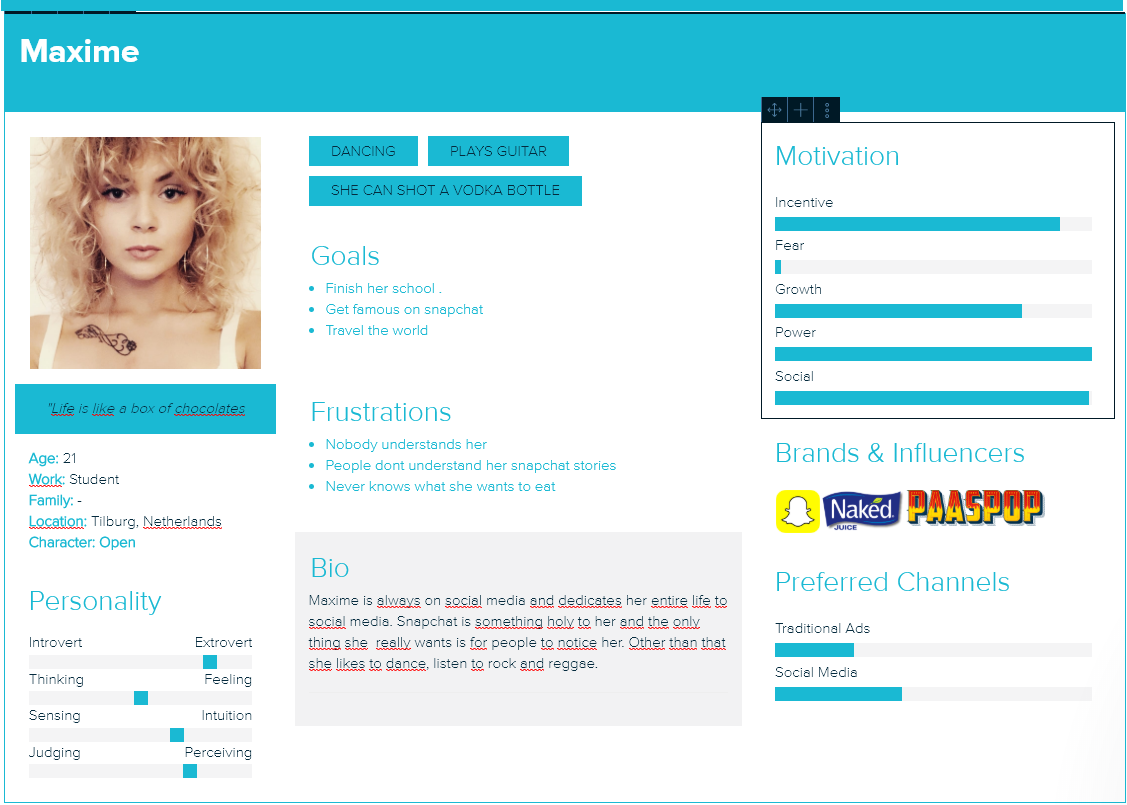 Maxime
"Life is like a box of chocolates
Age: 21
Work: Student
Family: -
Location: Tilburg, Netherlands
Character: Open
Personality
Introvert Extrovert
Thinking Feeling
Sensing Intuition
Judging Perceiving
DANCING PLAYS GUITAR
SHE CAN SHOT A VODKA BOTTLE
Goals
Finish her school .
Get famous on snapchat
Travel the world
Frustrations
Nobody understands her
People dont understand her snapchat stories
Never knows what she wants to eat
Bio
Maxime is always on social media and dedicates her entire life to
social media. Snapchat is something holy to her and the only
thing she  really wants is for people to notice her. Other than that
she likes to dance, listen to rock and reggae.
Motivation
Incentive
Fear
Growth
Power
Social
Brands & Influencers
Nakéd
JUICE
PAASPOP
Preferred Channels
Traditional Ads
Social Media